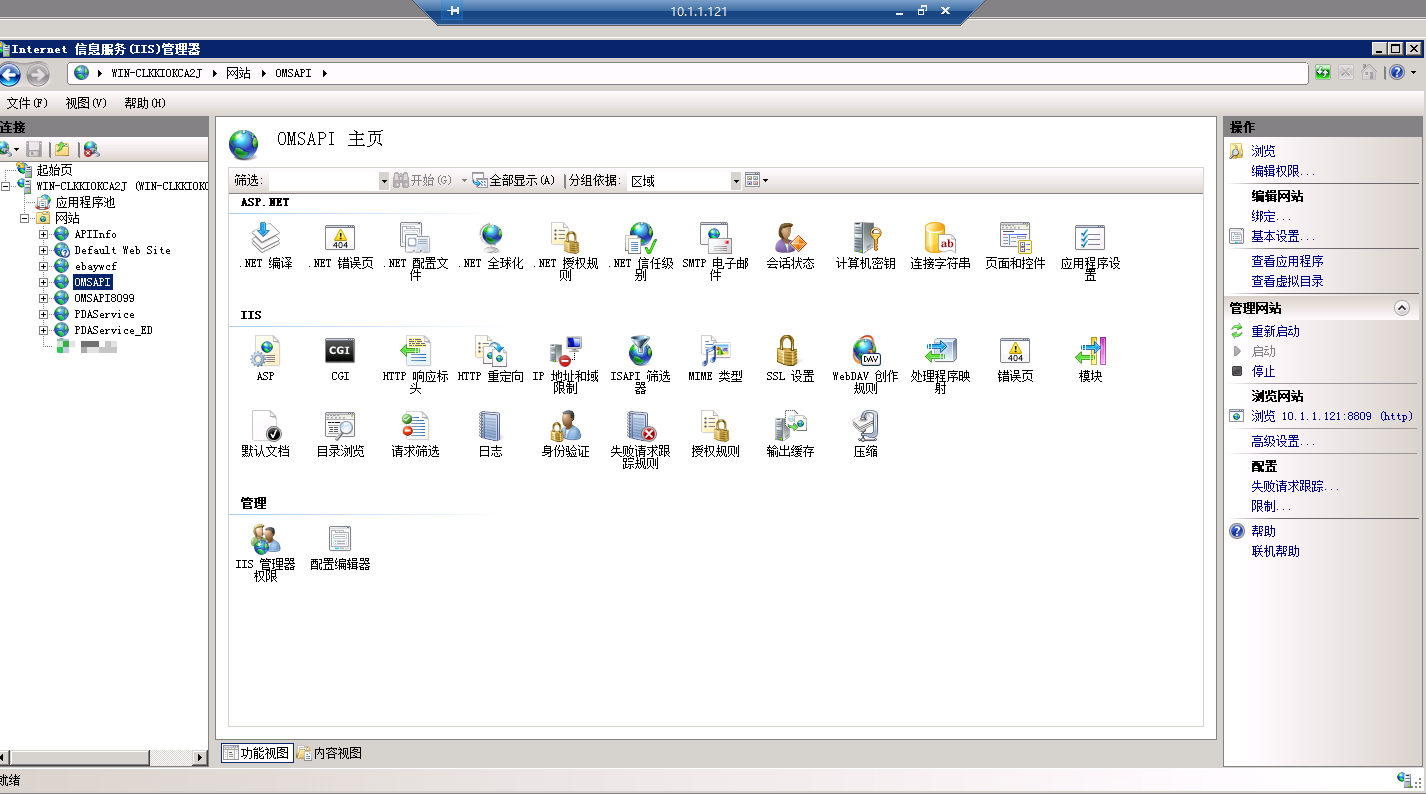 10.1.1.121
Internet 信息服务(IIS)管理器
WIN-CLKKIOKCA2J
网站
OMSAPI
文件(F)
视图(V)
帮助(H)
连接
起始页
WIN-CLKKIOKCA2J (WIN-CLKKIOKC
应用程序池
网站
APIInfo
Default Web Site
ebaywcf
OMSAPI
OMSAPI8099
PDAService
PDAService_ED
OMSAPI 主页
筛选:
开始(G)
全部显示(A)
分组依据:
区域
ASP.NET
.NET 编译
.NET 错误页
.NET 配置文
件
.NET 全球化
.NET 授权规
则
.NET 信任级
别
SMTP 电子邮
件
会话状态
计算机密钥
连接字符串
页面和控件
应用程序设
置
IIS
ASP
CGI
CGI
HTTP 响应标
头
HTTP 重定向
IP 地址和域
限制
ISAPI 筛选
器
MIME 类型
SSL 设置
WebDAV 创作
规则
处理程序映
射
错误页
模块
默认文档
目录浏览
请求筛选
日志
身份验证
失败请求跟
踪规则
授权规则
输出缓存
压缩
管理
IIS 管理器
权限
配置编辑器
功能视图
内容视图
操作
浏览
编辑权限...
编辑网站
绑定...
基本设置...
查看应用程序
查看虚拟目录
管理网站
重新启动
启动
停止
浏览网站
浏览 10.1.1.121:8809 (http)
高级设置...
配置
失败请求跟踪...
限制...
帮助
联机帮助
就绪